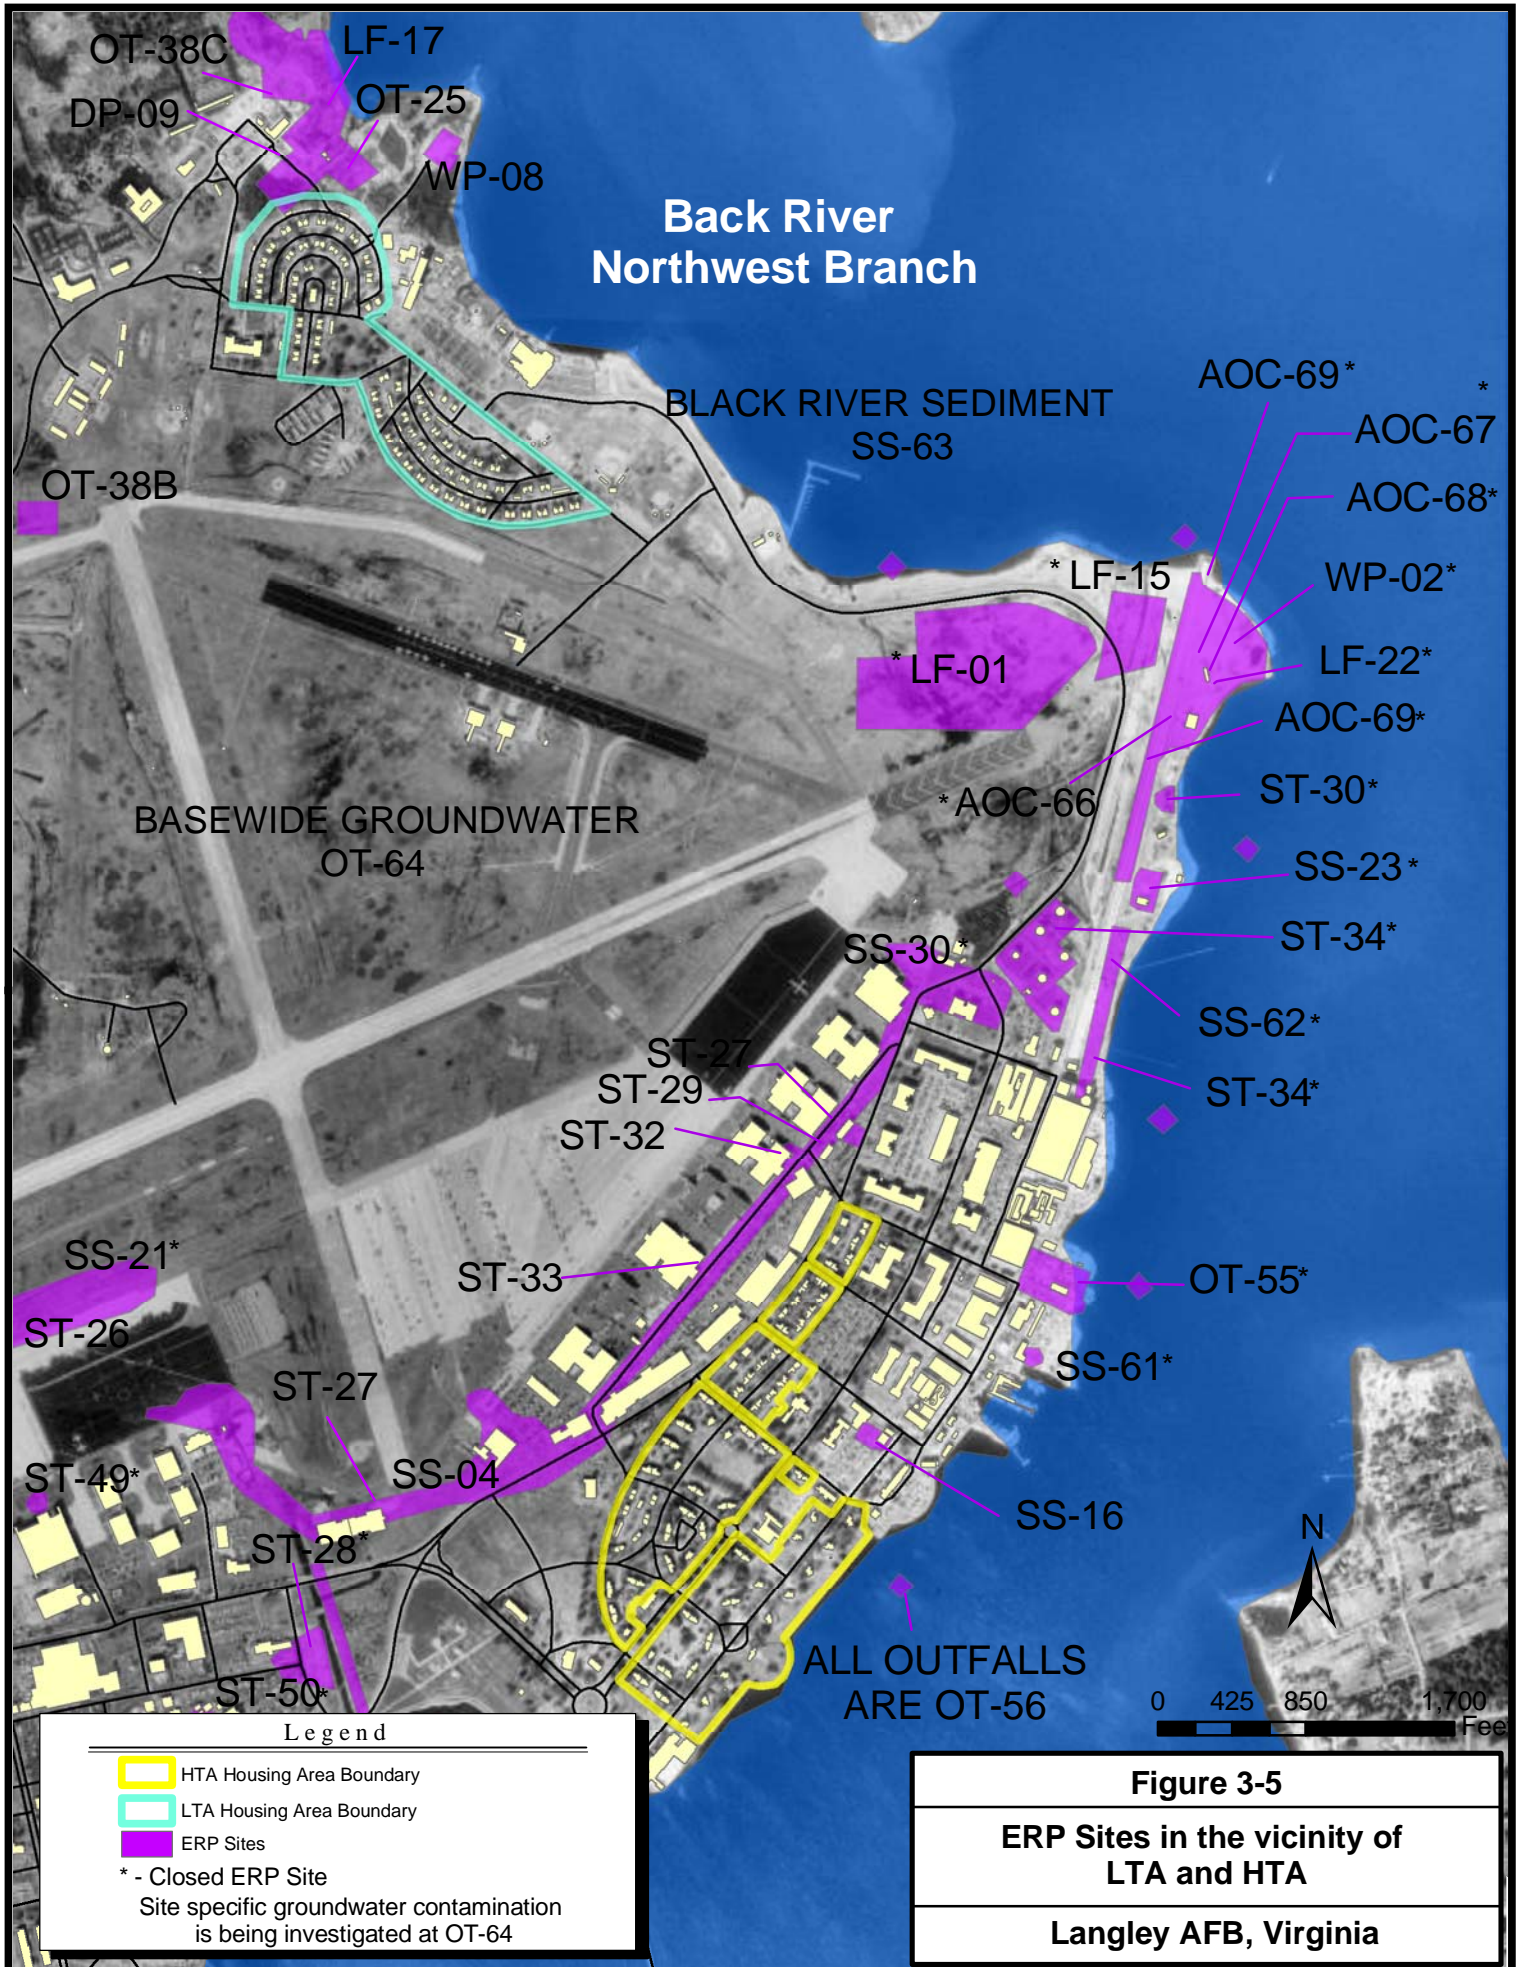 OT-38C
LF-17
DP-09
OT-25
WP-08
Back River
Northwest Branch
BLACK RIVER SEDIMENT
SS-63
AOC-69*
*
AOC-67
AOC-68*
OT-38B
* LF-15
WP-02*
* LF-01
LF-22*
AOC-69*
* AOC-66
ST-30*
BASEWIDE GROUNDWATER
OT-64
SS-23*
SS-30*
ST-34*
SS-62*
ST-27
ST-29
ST-34*
ST-32
SS-21*
ST-33
OT-55*
ST-26
SS-61*
ST-27
ST-49*
SS-04
SS-16
N
ST-28*
ALL OUTFALLS
ARE OT-56
ST-50*
0 425 850 1,700
Fee
Legend
HTA Housing Area Boundary
LTA Housing Area Boundary
ERP Sites
* - Closed ERP Site
Site specific groundwater contamination
is being investigated at OT-64
Figure 3-5
ERP Sites in the vicinity of
LTA and HTA
Langley AFB, Virginia